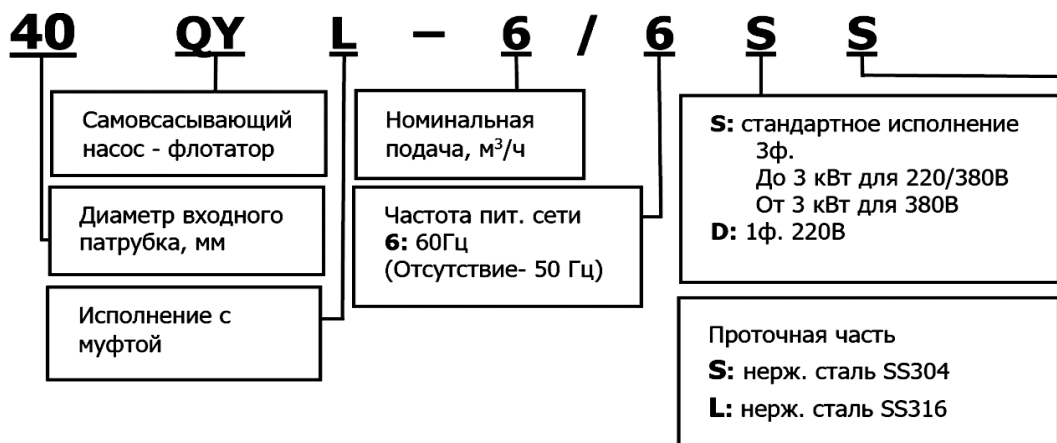 40 QY L – 6 / 6 S S
Самовсасывающий
насос - флотатор
Номинальная
подача, м³/ч
S: стандартное исполнение
3ф.
До 3 кВт для 220/380В
От 3 кВт для 380В
D: 1ф. 220В
Диаметр входного
патрубка, мм
Частота пит. сети
6: 60Гц
(Отсутствие- 50 Гц)
Исполнение с
муфтой
Проточная часть
S: нерж. сталь SS304
L: нерж. сталь SS316